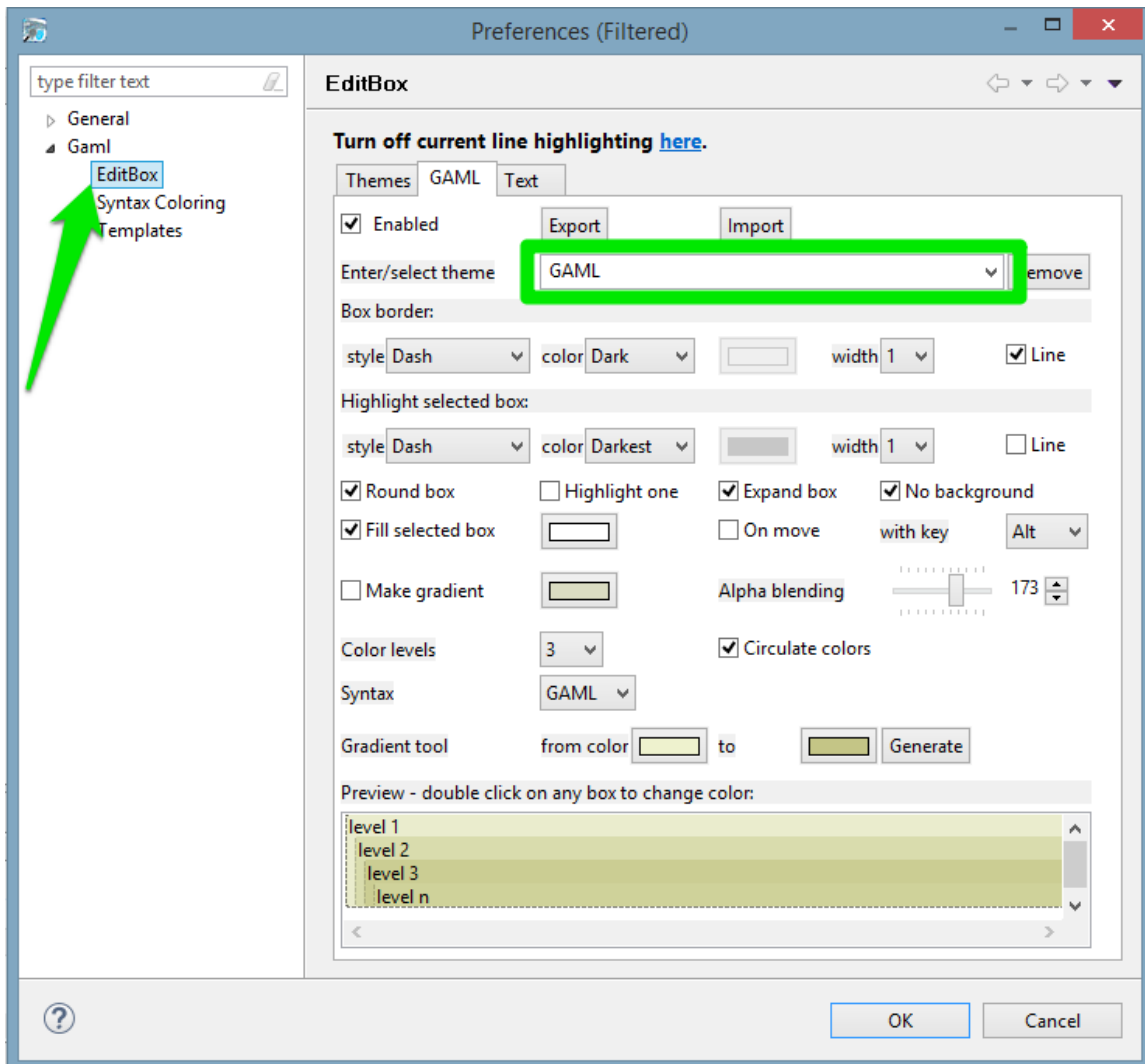 Preferences (Filtered)
type filter text
General
Gaml
EditBox
Syntax Coloring
Templates
EditBox
Turn off current line highlighting here.
Themes GAML Text
Enabled Export Import
Enter/select theme GAML emove
Box border:
style Dash color Dark width 1 Line
Highlight selected box:
style Dash color Darkest width 1 Line
Round box Highlight one Expand box No background
Fill selected box On move with key Alt
Make gradient Alpha blending 173
Color levels 3 Circulate colors
Syntax GAML
Gradient tool from color to Generate
Preview - double click on any box to change color:
level 1
level 2
level 3
level n
? OK Cancel